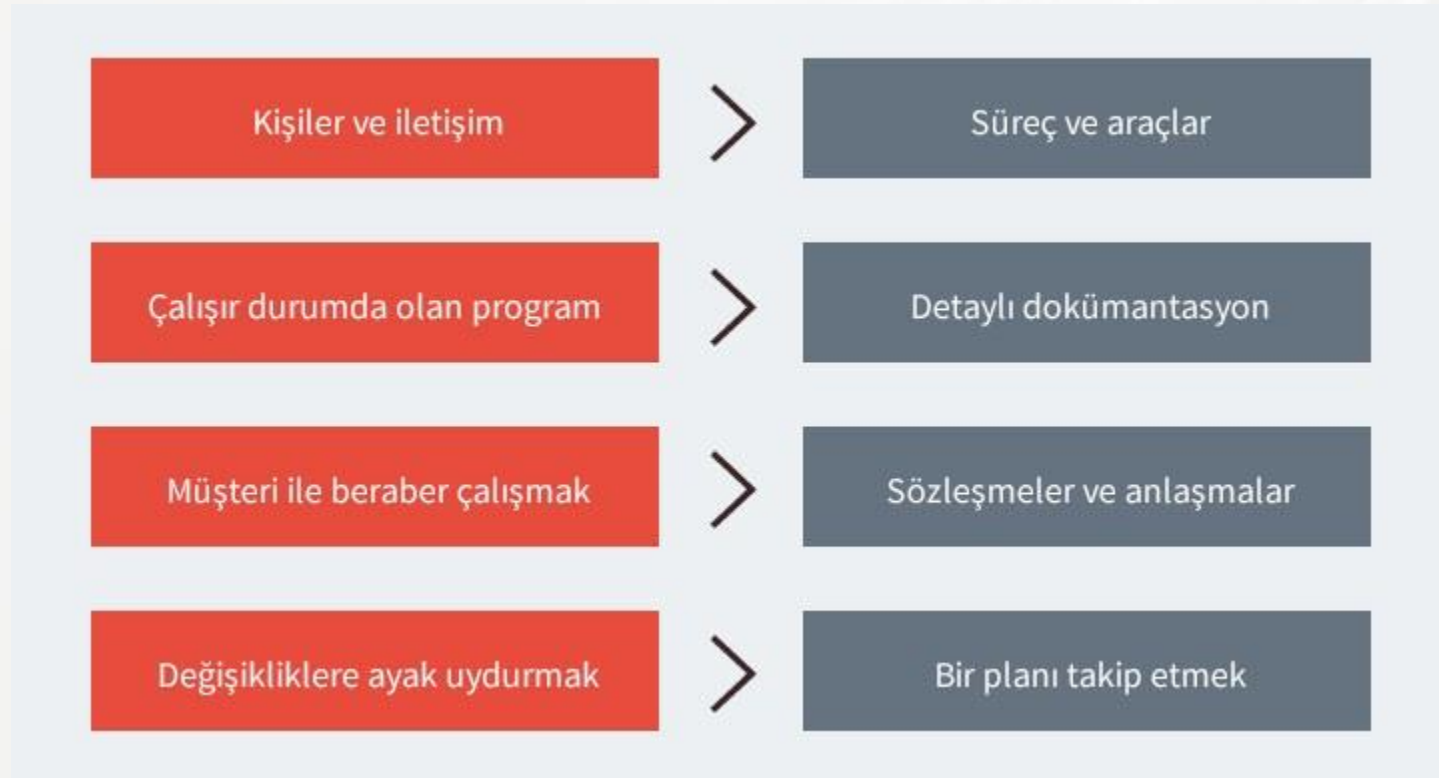 Kişiler ve iletişim > Süreç ve araçlar
Çalışır durumda olan program > Detaylı dokümantasyon
Müşteri ile beraber çalışmak > Sözleşmeler ve anlaşmalar
Değişikliklere ayak uydurmak > Bir planı takip etmek